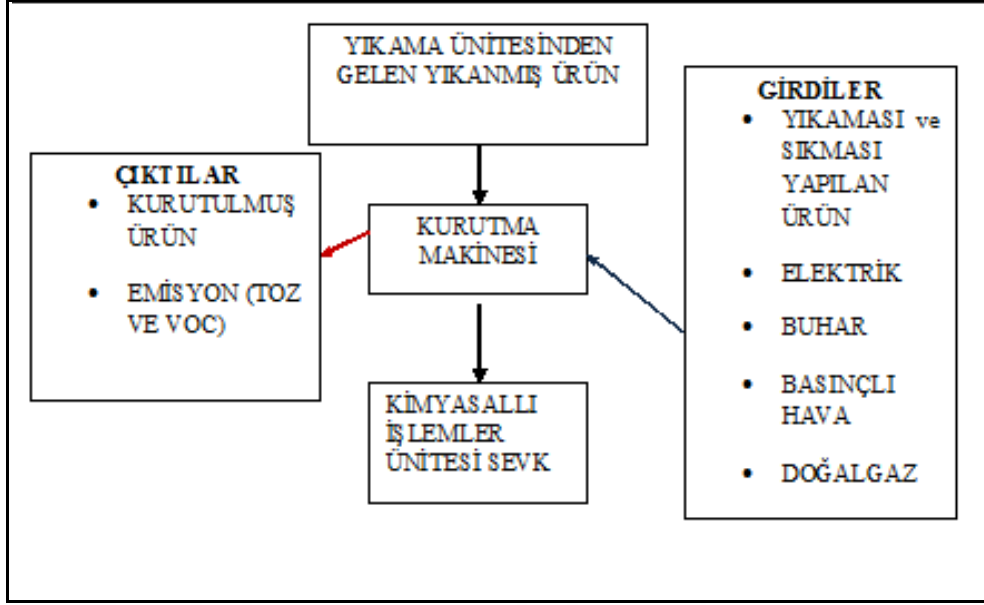 YIKAMA ÜNİTESİNDEN
GELEN YIKANMIŞ ÜRÜN
GİRDİLER
• YIKAMASI ve
SIKMASI
YAPILAN
ÜRÜN
• ELEKTRİK
• BUHAR
• BASINÇLI
HAVA
• DOĞALGAZ
KURUTMA
MAKİNESİ
ÇIKTILAR
• KURUTULMUŞ
ÜRÜN
• EMİSYON (TOZ
VE VOC)
KİMYASALLI
İŞLEMLER
ÜNİTESİ SEVK